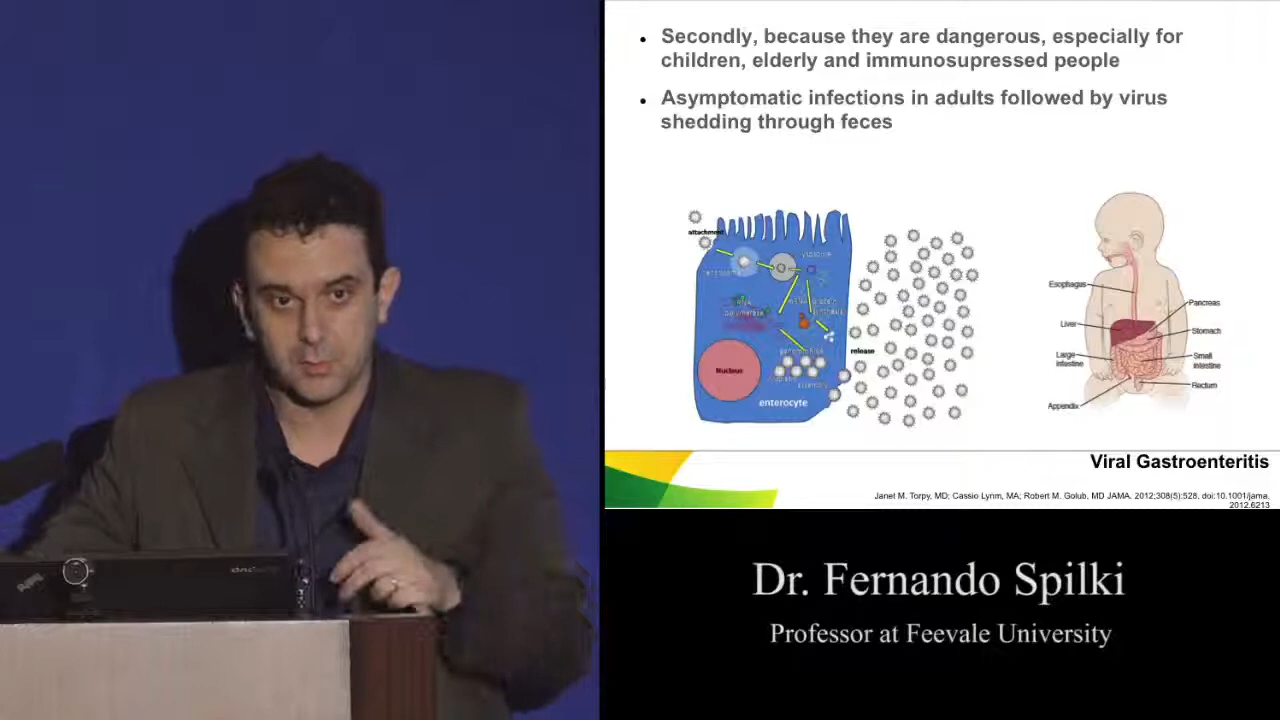 Secondly, because they are dangerous, especially for
children, elderly and immunosupressed people
Asymptomatic infections in adults followed by virus
shedding through feces
attachment
release
Nucleus
enterocyte
Esophagus
Pancreas
Liver
Stomach
Large
intestine
Small
intestine
Rectum
Appendix
Viral Gastroenteritis
Janet M. Torpy, MD; Cassio Lynm, MA; Robert M. Golub, MD JAMA. 2012;308(5):528. doi:10.1001/jama.
2012.6213
Dr. Fernando Spilki
Professor at Feevale University